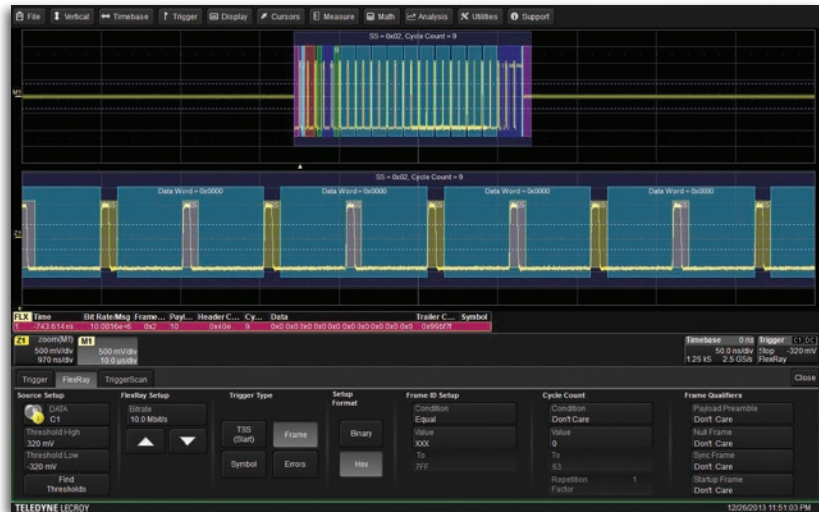 File Vertical Timebase Trigger Display Cursors Measure Math Analysis Utilities Support
SS = 0x02, Cycle Count = 9
M1
SS = 0x02, Cycle Count = 9
Data Word = 0x0000 Data Word = 0x0000 Data Word = 0x0000 Data Word = 0x0000
Z1
FLX Time Bit Rate/Msg Frame... Payl... Header C... Cy... Data Trailer C... Symbol
1 -743.614 ns 10.0016e+6 0x2 10 0x40e 9 0x0 0x0 0x0 0x0 0x0 0x0 0x0 0x0 0x0 0x0 0x99bf7f
Z1 zoom(M1) M1
500 mV/div 500 mV/div
970 ns/div 10.0 µs/div
Timebase 0 ns Trigger C1 DC
50.0 ns/div Stop -320 mV
1.25 kS 2.5 GS/s FlexRay
Trigger FlexRay TriggerScan Close
Source Setup
DATA
C1
Threshold High
320 mV
Threshold Low
-320 mV
Find
Thresholds
FlexRay Setup
Bitrate
10.0 Mbit/s
Trigger Type
TSS
(Start)
Frame
Symbol
Errors
Setup
Format
Binary
Hex
Frame ID Setup
Condition
Equal
Value
XXX
To
7FF
Cycle Count
Condition
Don't Care
Value
0
To
63
Repetition 1
Factor
Frame Qualifiers
Payload Preamble
Don't Care
Null Frame
Don't Care
Sync Frame
Don't Care
Startup Frame
Don't Care
TELEDYNE LECROY 12/26/2013 11:51:03 PM